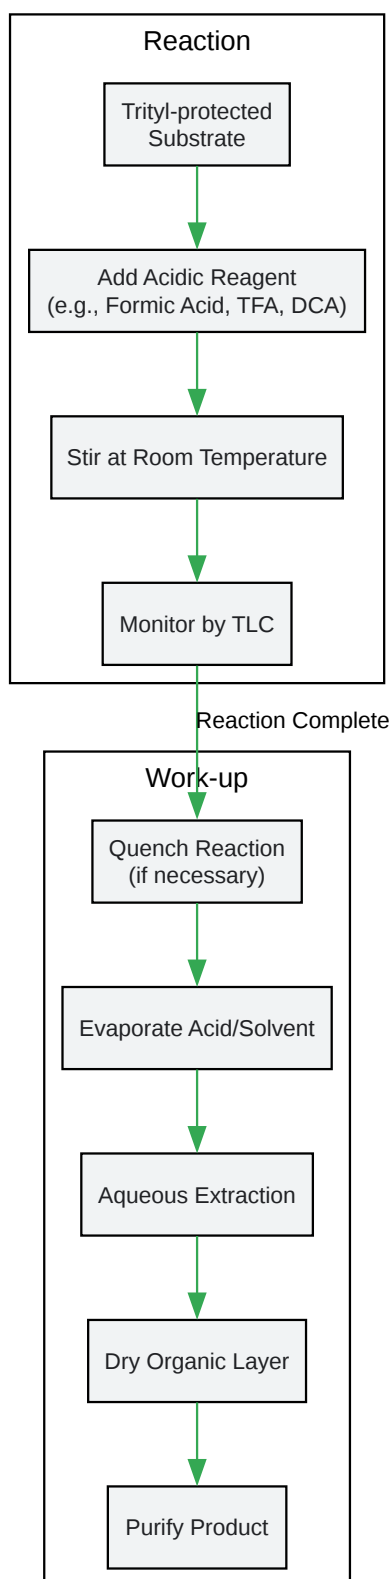 Reaction
Trityl-protected
Substrate
Add Acidic Reagent
(e.g., Formic Acid, TFA, DCA)
Stir at Room Temperature
Monitor by TLC
Reaction Complete
Work-up
Quench Reaction
(if necessary)
Evaporate Acid/Solvent
Aqueous Extraction
Dry Organic Layer
Purify Product